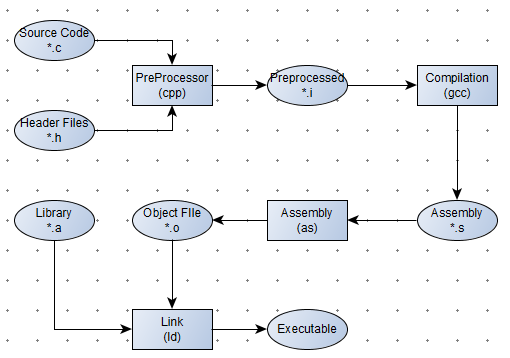 Source Code
*.c
PreProcessor
(cpp)
Preprocessed
*.i
Compilation
(gcc)
Header Files
*.h
Library
*.a
Object FIle
*.o
Assembly
(as)
Assembly
*.s
Link
(ld)
Executable